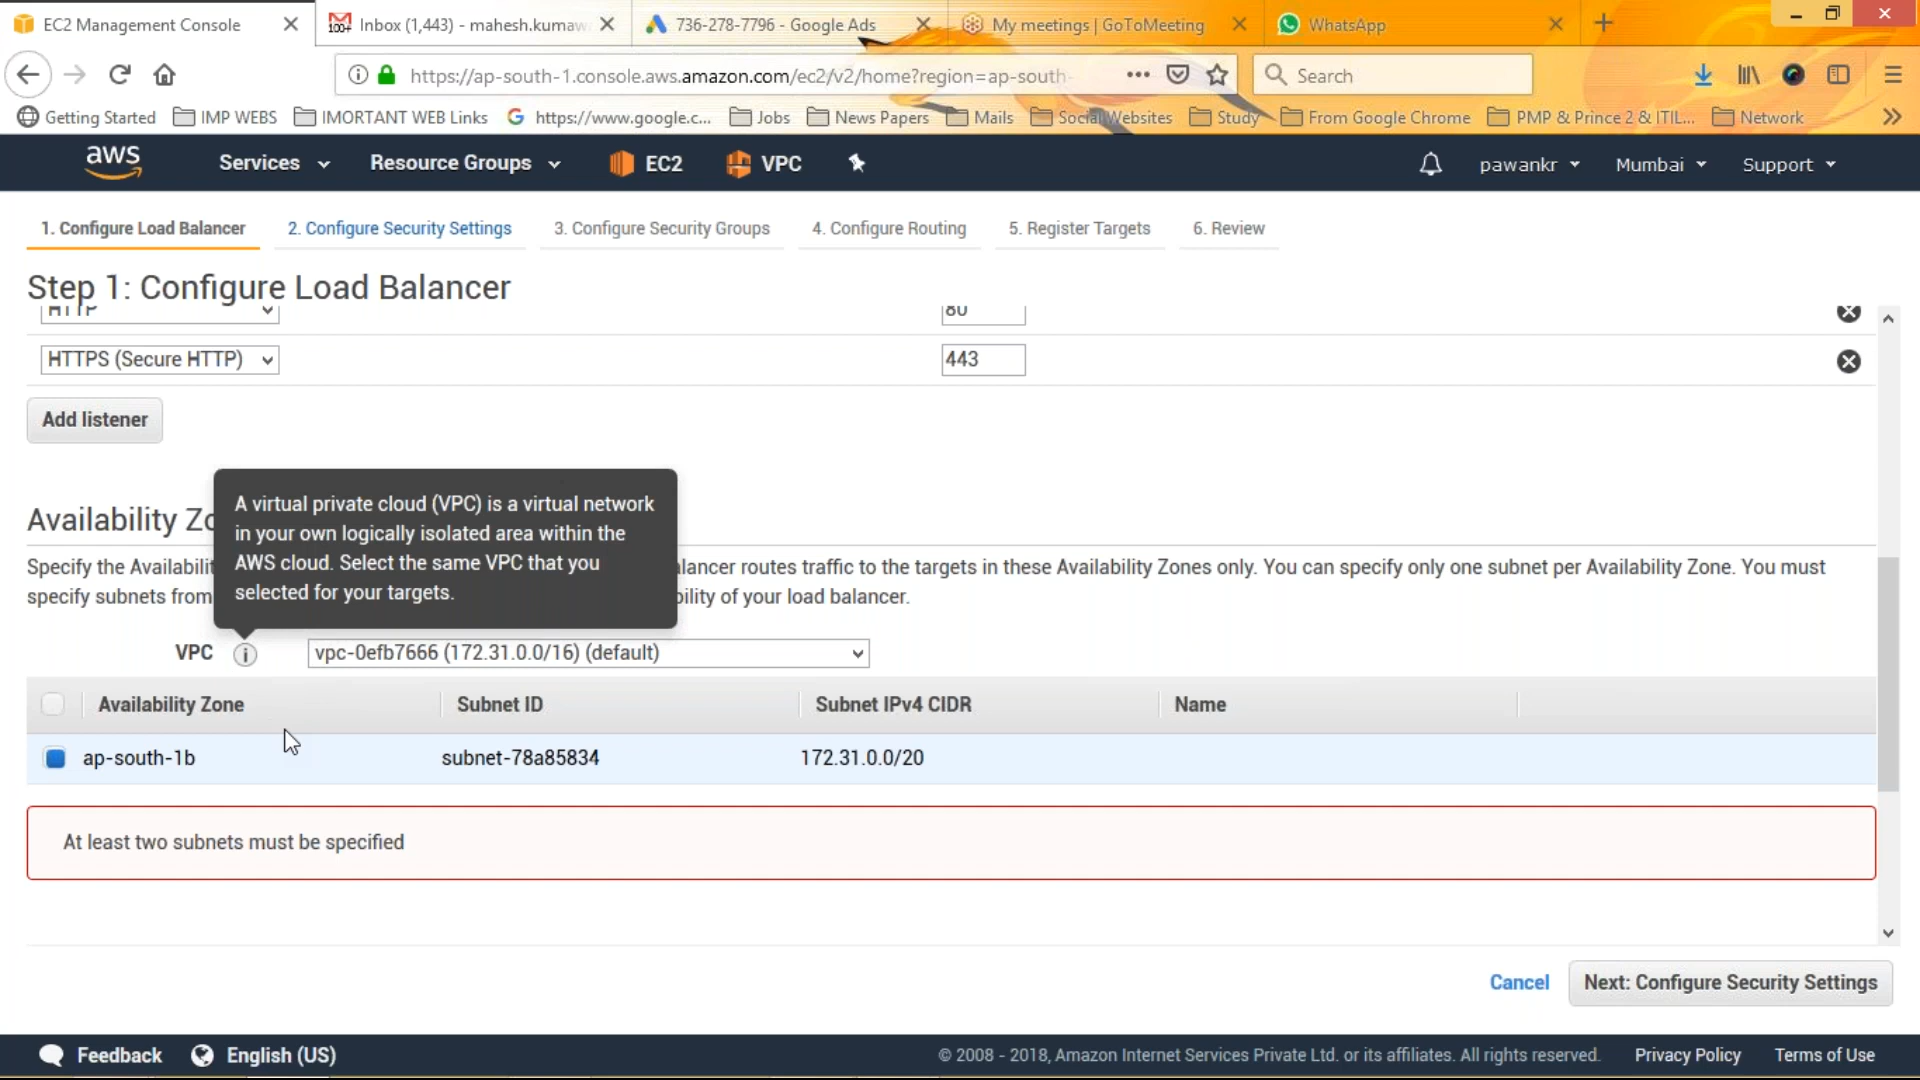 EC2 Management Console
Inbox (1,443) - mahesh.kumaw
736-278-7796 - Google Ads
My meetings | GoToMeeting
WhatsApp
https://ap-south-1.console.aws.amazon.com/ec2/v2/home?region=ap-south-
Search
Getting Started
IMP WEBS
IMORTANT WEB Links
https://www.google.c...
Jobs
News Papers
Mails
Social Websites
Study
From Google Chrome
PMP & Prince 2 & ITIL...
Network
aws
Services
Resource Groups
EC2
VPC
pawankr
Mumbai
Support
1. Configure Load Balancer
2. Configure Security Settings
3. Configure Security Groups
4. Configure Routing
5. Register Targets
6. Review
Step 1: Configure Load Balancer
HTTP
80
HTTPS (Secure HTTP)
443
Add listener
A virtual private cloud (VPC) is a virtual network
in your own logically isolated area within the
AWS cloud. Select the same VPC that you
selected for your targets.
Availability Zo
Specify the Availabilit
lancer routes traffic to the targets in these Availability Zones only. You can specify only one subnet per Availability Zone. You must
specify subnets from
bility of your load balancer.
VPC
vpc-0efb7666 (172.31.0.0/16) (default)
Availability Zone
Subnet ID
Subnet IPv4 CIDR
Name
ap-south-1b
subnet-78a85834
172.31.0.0/20
At least two subnets must be specified
Cancel
Next: Configure Security Settings
Feedback
English (US)
© 2008 - 2018, Amazon Internet Services Private Ltd. or its affiliates. All rights reserved.
Privacy Policy
Terms of Use